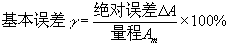 基本误差 γ = 绝对误差ΔA / 量程A_m ×100%